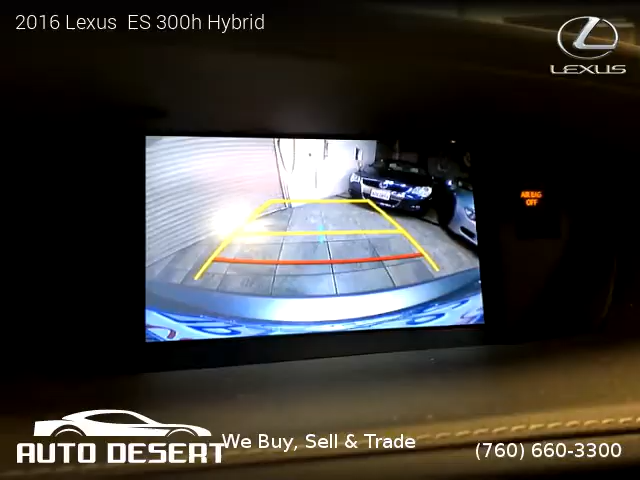 2016 Lexus ES 300h Hybrid
LEXUS
AIR BAG
OFF
We Buy, Sell & Trade
AUTO DESERT
(760) 660-3300